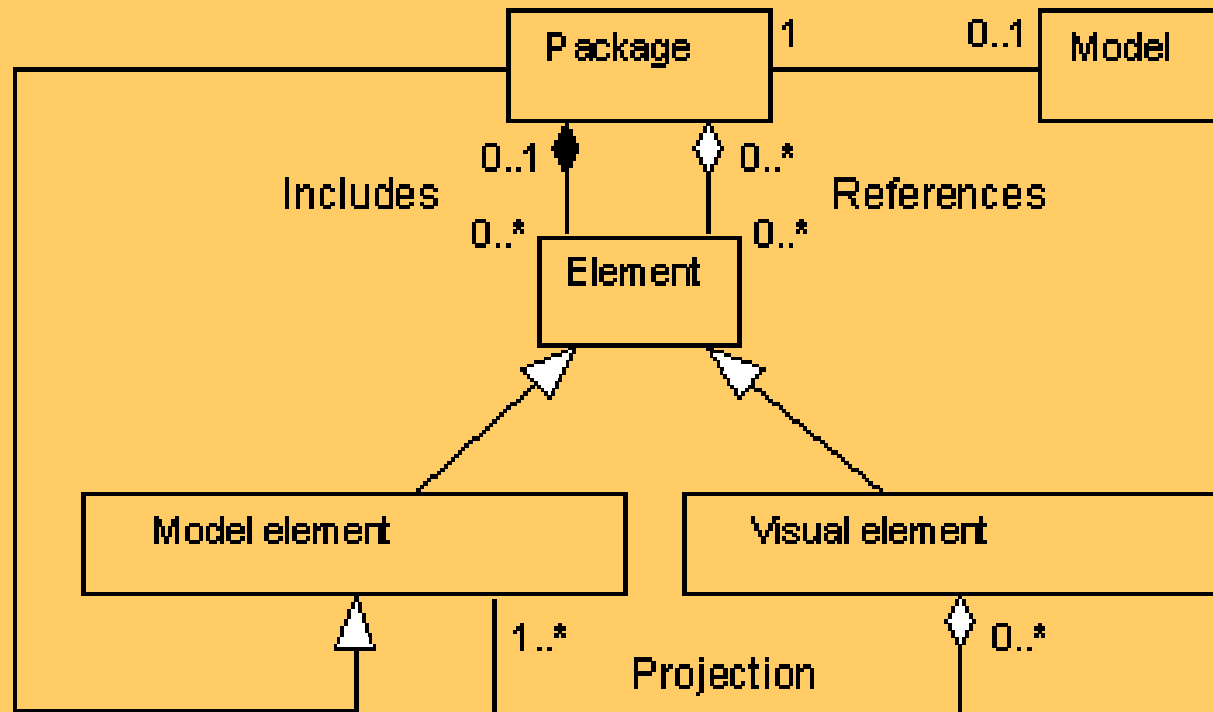 Package 1 0..1 Model
0..1 0..*
Includes References
0..* 0..*
Element
Model element Visual element
1..* 0..*
Projection